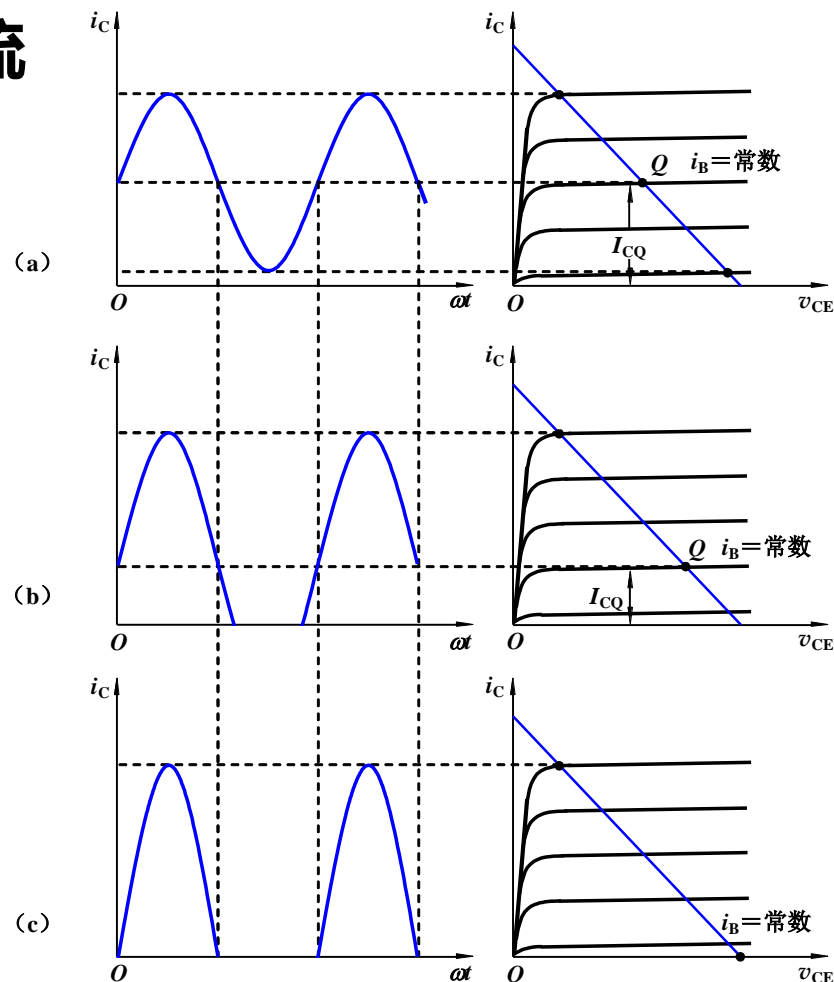 流
i_C
i_C
Q i_B＝常数
I_CQ
（a）
O
ωt
O
v_CE
i_C
i_C
Q i_B＝常数
I_CQ
（b）
O
ωt
O
v_CE
i_C
i_C
i_B＝常数
（c）
O
ωt
O
v_CE